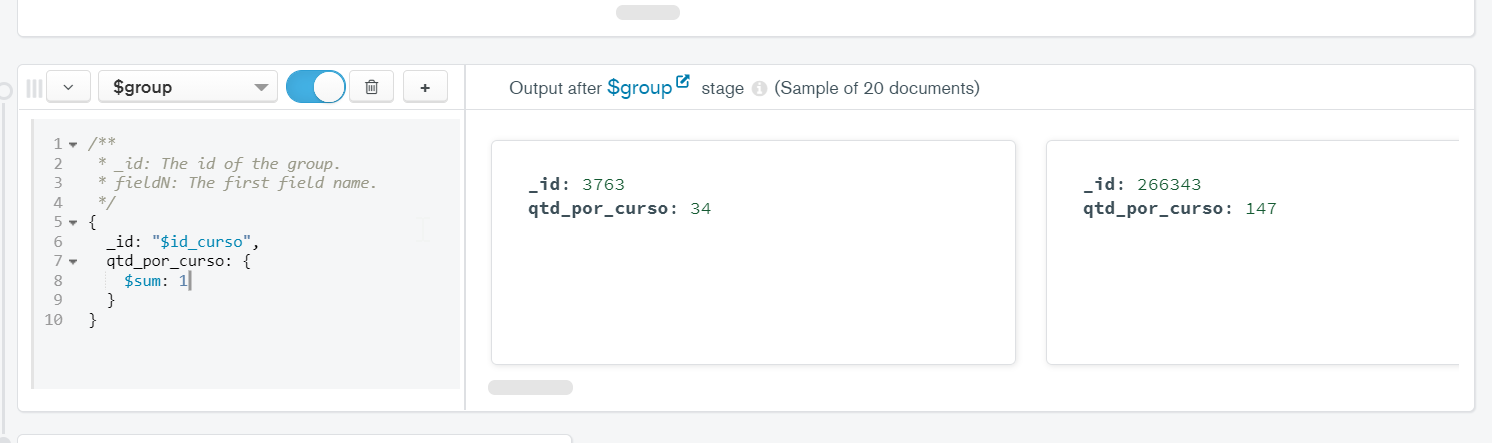 $group
+
Output after $group stage (Sample of 20 documents)
1 /**
2 * _id: The id of the group.
3 * fieldN: The first field name.
4 */
5 {
6 _id: "$id_curso",
7 qtd_por_curso: {
8 $sum: 1
9 }
10 }
_id: 3763
qtd_por_curso: 34
_id: 266343
qtd_por_curso: 147